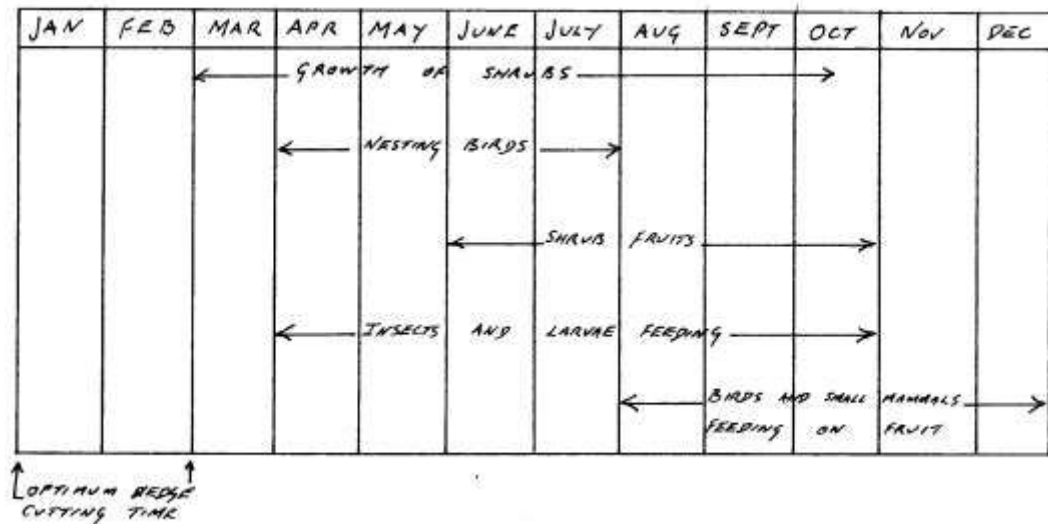 JAN FEB MAR APR MAY JUNE JULY AUG SEPT OCT NOV DEC
GROWTH OF SHRUBS
NESTING BIRDS
SHRUB FRUITS
INSECTS AND LARVAE FEEDING
BIRDS AND SMALL MAMMALS
FEEDING ON FRUIT
OPTIMUM HEDGE
CUTTING TIME